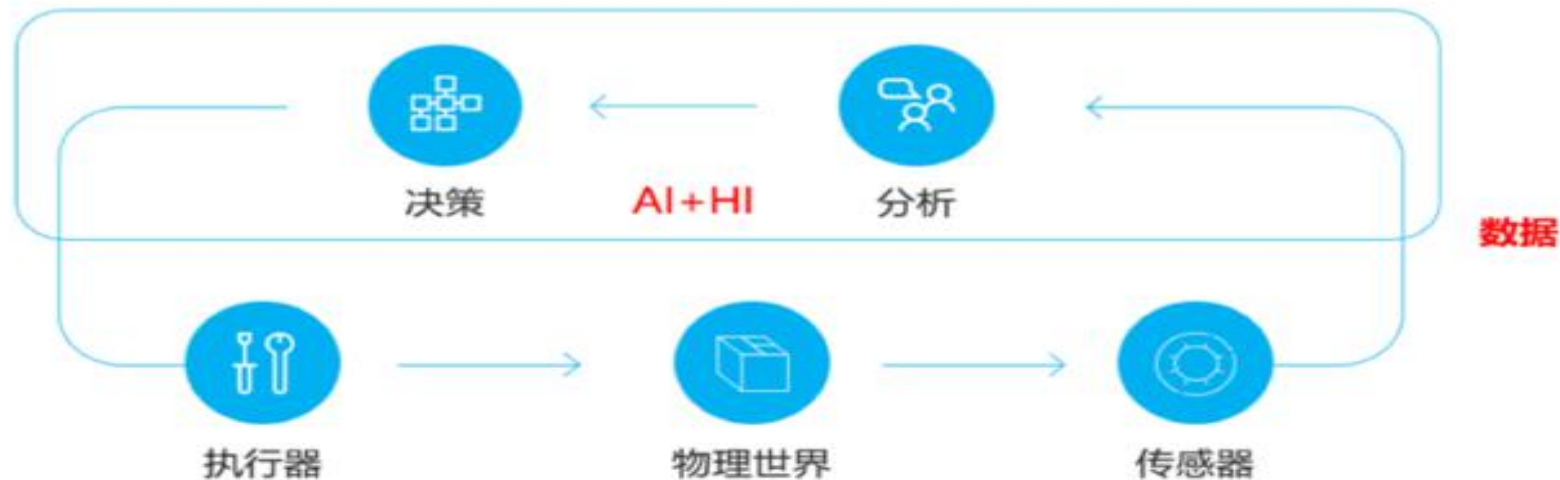 决策
AI+HI
分析
数据
执行器
物理世界
传感器